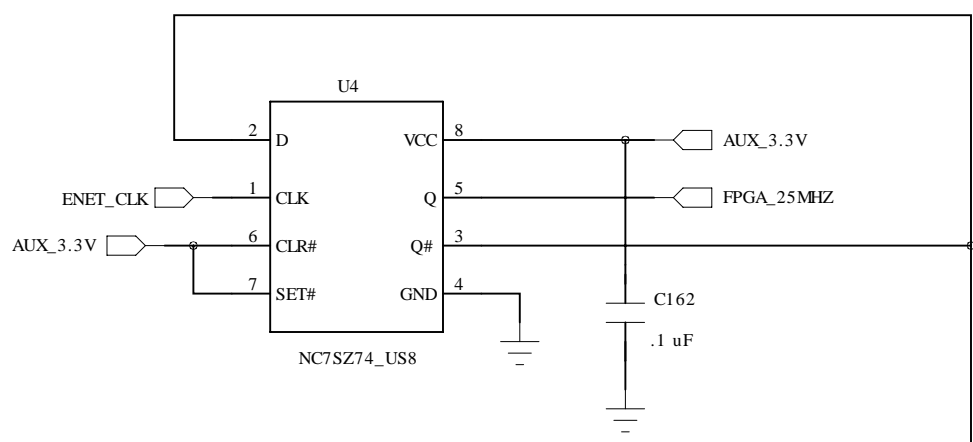 U4
2 D VCC 8 AUX_3.3V
ENET_CLK 1 CLK Q 5 FPGA_25MHZ
AUX_3.3V 6 CLR# Q# 3
7 SET# GND 4
C162
.1 uF
NC7SZ74_US8